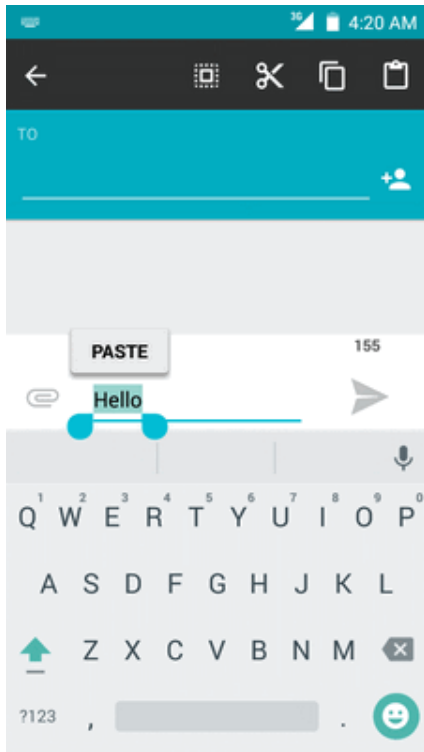 3G 4:20 AM
TO
PASTE
155
Hello
1 2 3 4 5 6 7 8 9 0
Q W E R T Y U I O P
A S D F G H J K L
Z X C V B N M
?123 , .